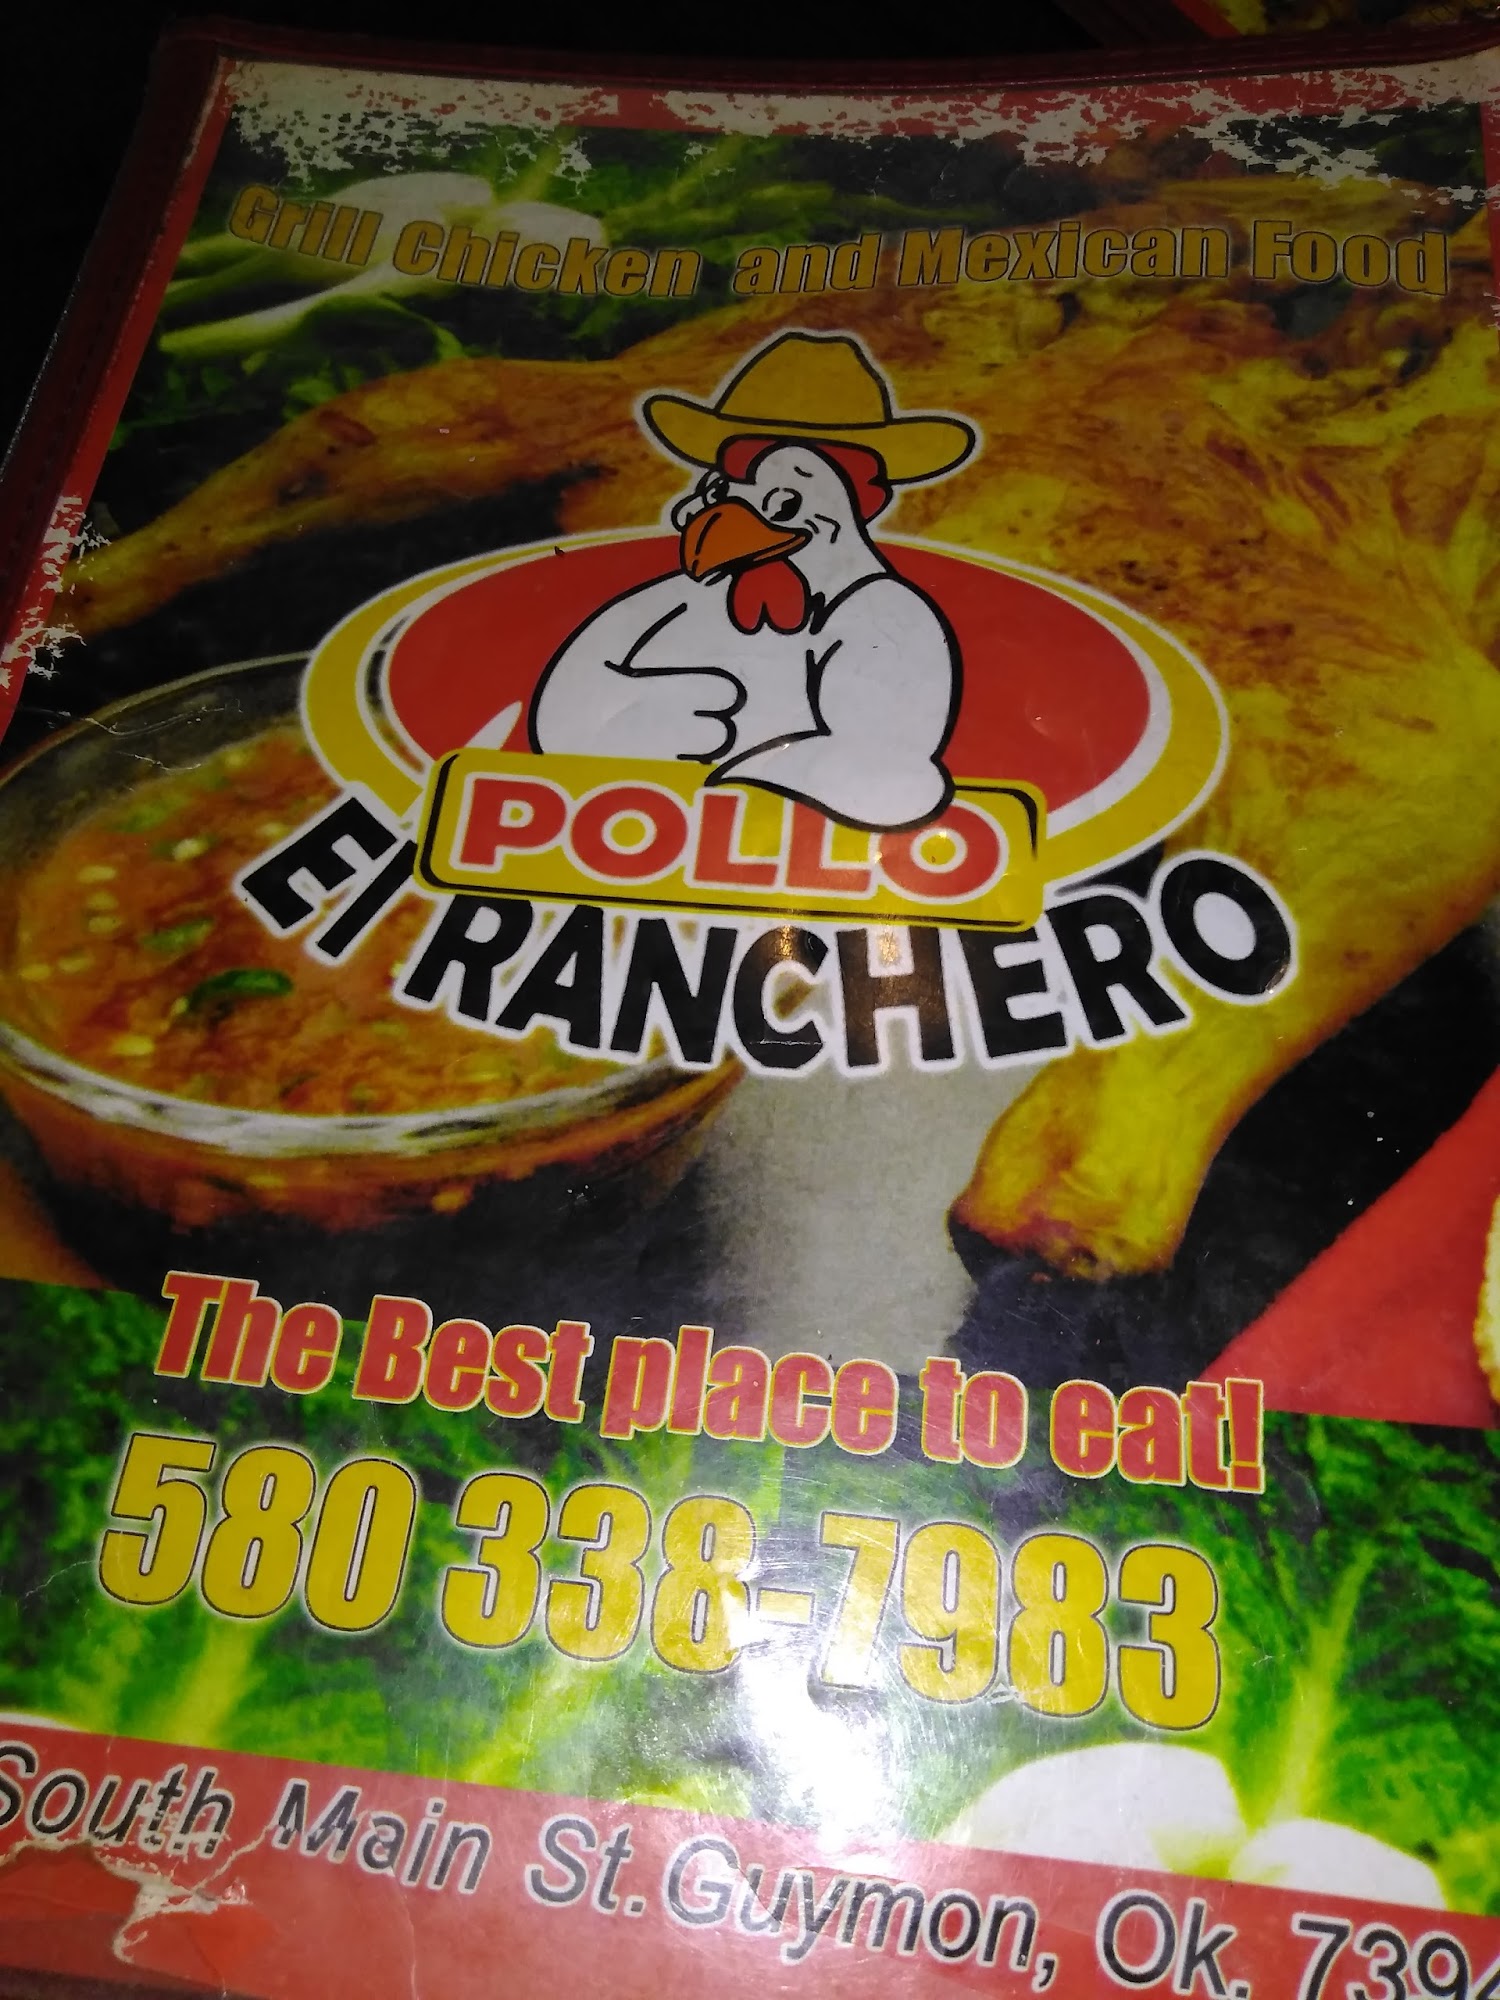 Grill Chicken and Mexican Food
POLLO
El RANCHERO
The Best place to eat!
580 338-7983
South Main St. Guymon, Ok. 7394